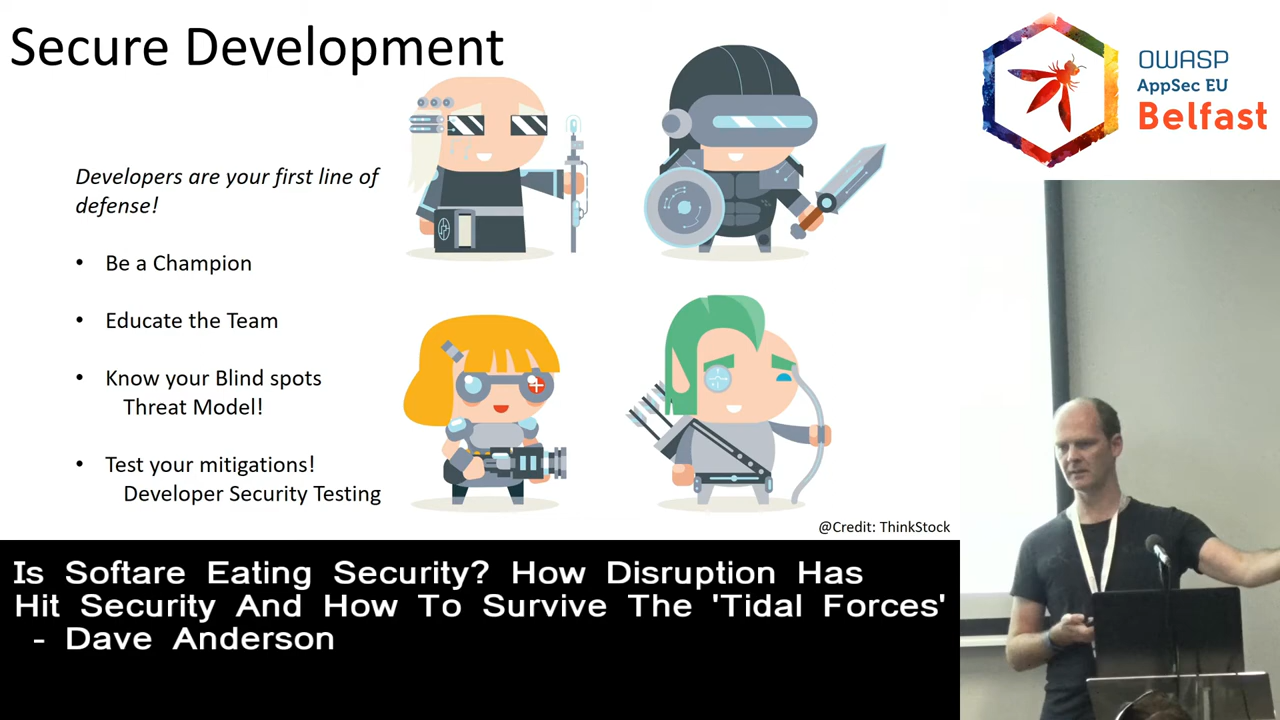 Secure Development
Developers are your first line of
defense!
• Be a Champion
• Educate the Team
• Know your Blind spots
Threat Model!
• Test your mitigations!
Developer Security Testing
@Credit: ThinkStock
OWASP
AppSec EU
Belfast
Is Softare Eating Security? How Disruption Has
Hit Security And How To Survive The 'Tidal Forces'
- Dave Anderson